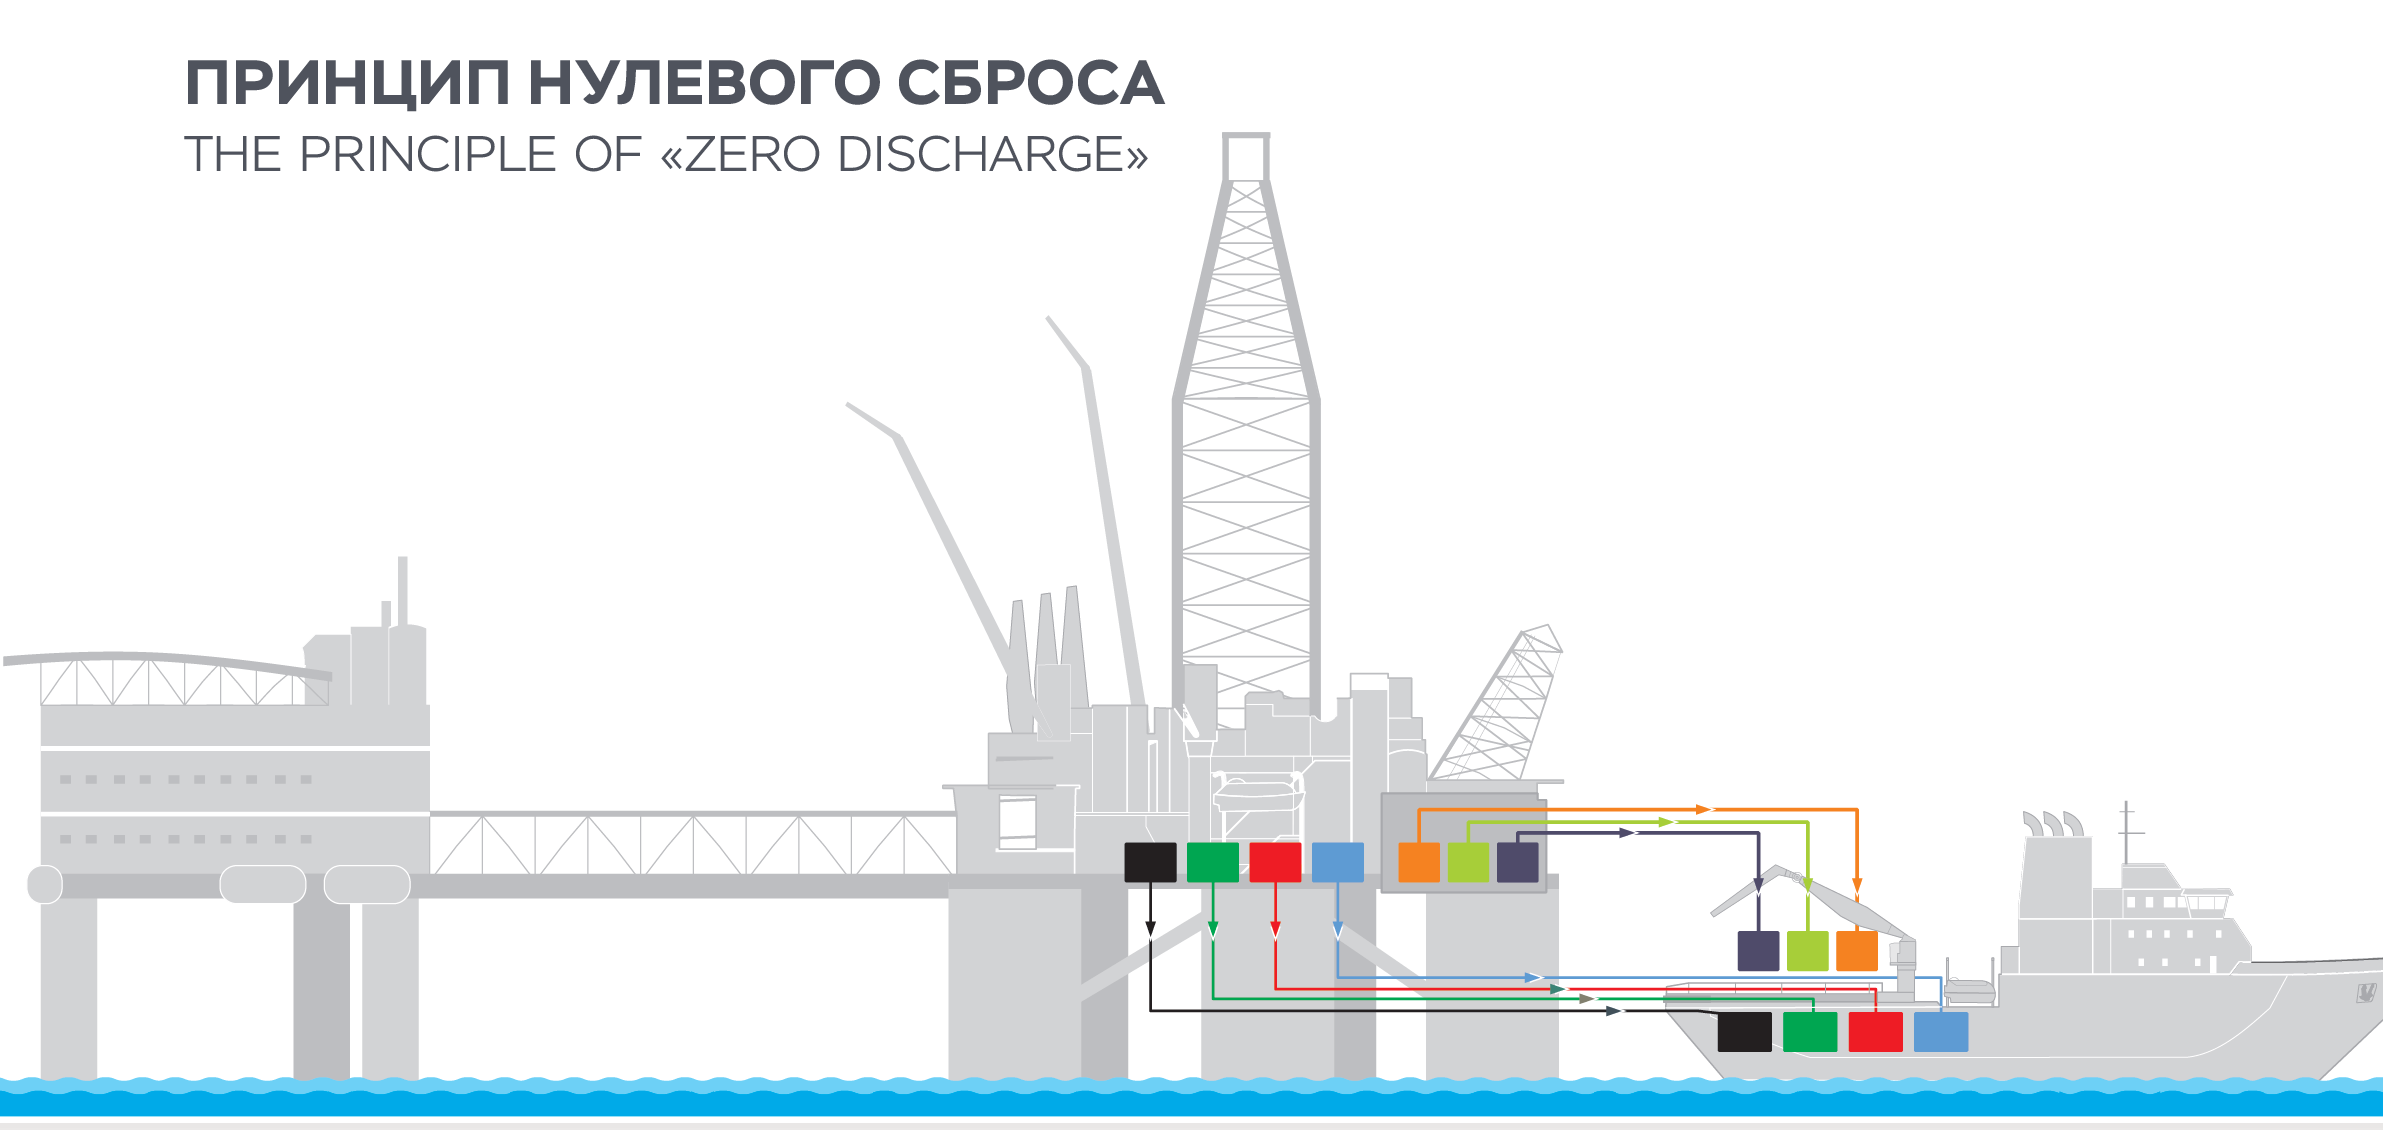 ПРИНЦИП НУЛЕВОГО СБРОСА
THE PRINCIPLE OF «ZERO DISCHARGE»